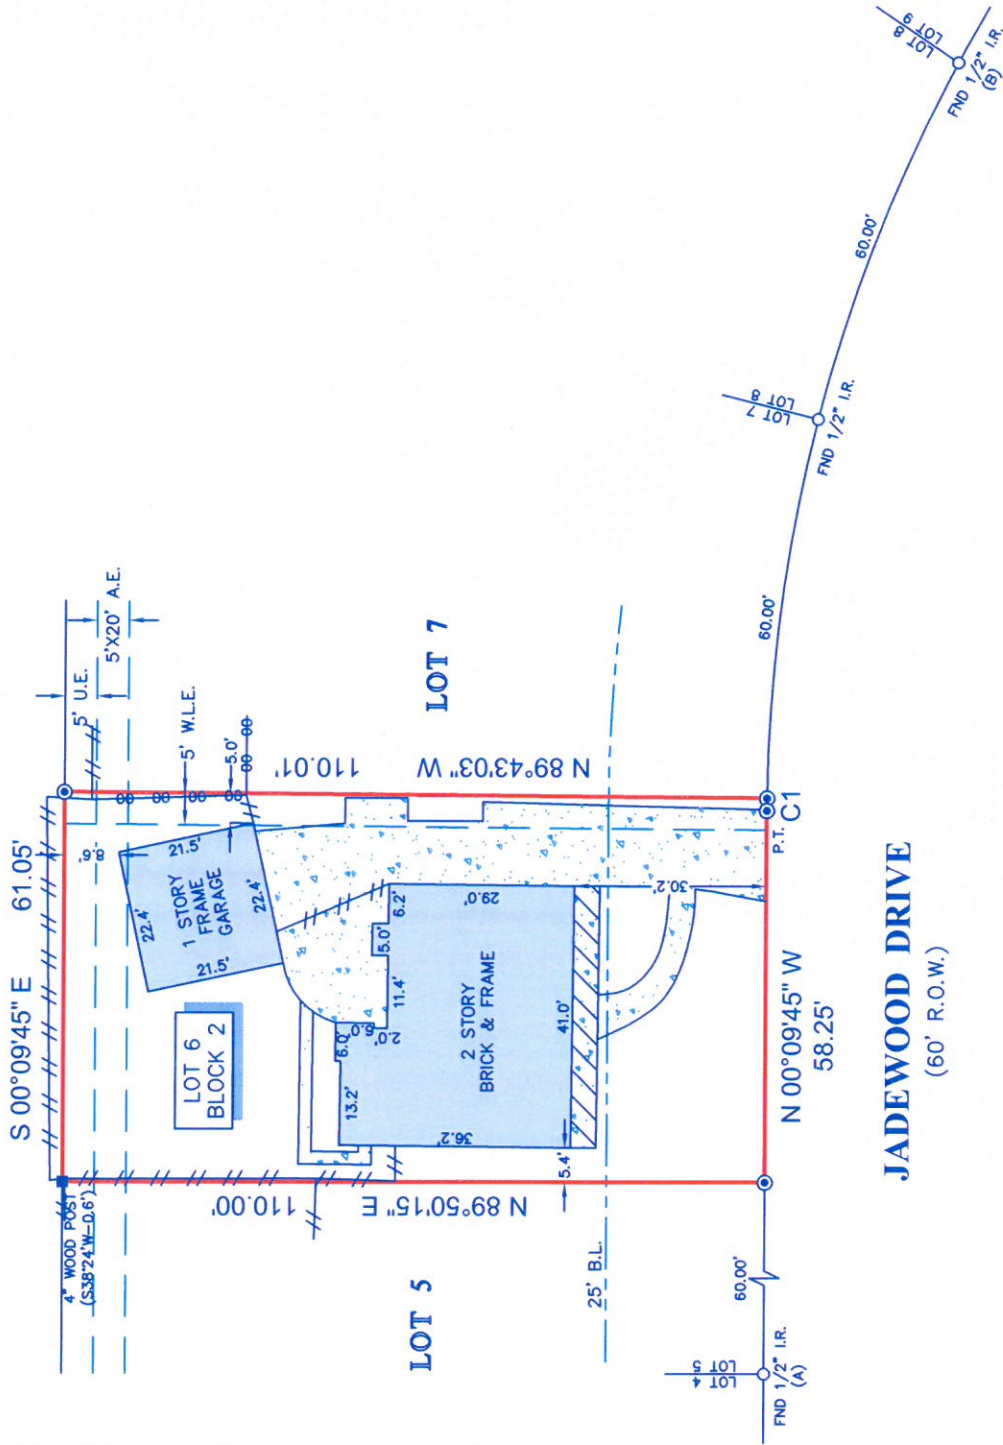 S 00°09'45" E 61.05'
4" WOOD POST
(S38°24'W-0.6')
5' U.E.
5'X20' A.E.
5' W.L.E.
5.0'
8.6'
21.5'
22.4'
1 STORY
FRAME
GARAGE
22.4'
21.5'
LOT 6
BLOCK 2
N 89°50'15" E 110.00'
N 89°43'03" W 110.01'
LOT 5
LOT 7
13.2'
6.0'
2.0'
11.4'
5.0'
6.2'
29.0'
36.2'
2 STORY
BRICK & FRAME
41.0'
5.4'
30.2'
25' B.L.
P.T.
C1
N 00°09'45" W
58.25'
60.00'
LOT 4
LOT 5
FND 1/2" I.R.
(A)
60.00'
LOT 7
LOT 8
FND 1/2" I.R.
60.00'
LOT 8
LOT 9
FND 1/2" I.R.
(B)
JADEWOOD DRIVE
(60' R.O.W.)